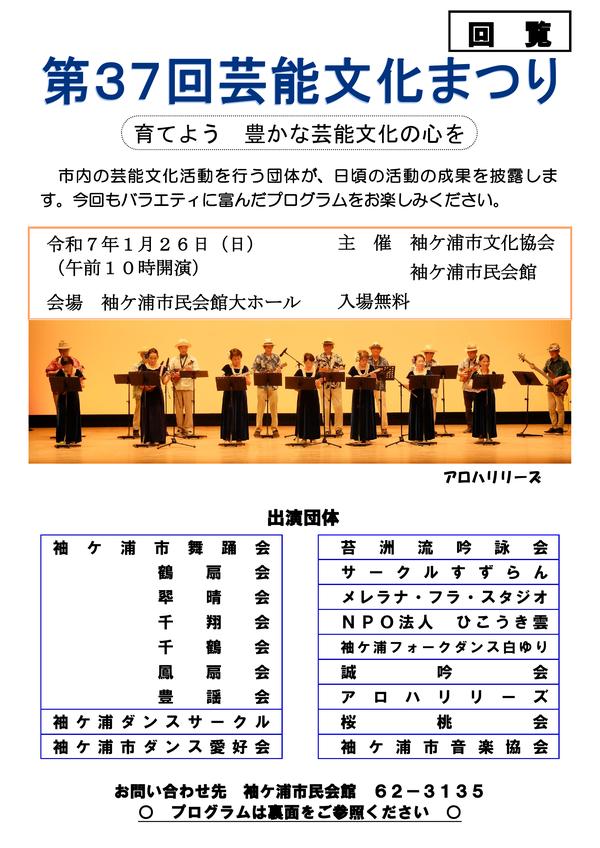 回　覧
第37回芸能文化まつり
育てよう　豊かな芸能文化の心を
市内の芸能文化活動を行う団体が、日頃の活動の成果を披露しま
す。今回もバラエティに富んだプログラムをお楽しみください。
令和７年１月２６日（日）
（午前１０時開演）
会場　袖ケ浦市民会館大ホール
主　催　袖ケ浦市文化協会
袖ケ浦市民会館
入場無料
アロハリリーズ
出演団体
袖ケ浦市舞踊会
鶴扇会
翠晴会
千翔会
千鶴会
鳳扇会
豊謡会
袖ケ浦ダンスサークル
袖ケ浦市ダンス愛好会
苔洲流吟詠会
サークルすずらん
メレラナ・フラ・スタジオ
ＮＰＯ法人　ひこうき雲
袖ケ浦フォークダンス白ゆり
誠吟会
アロハリリーズ
桜桃会
袖ケ浦市音楽協会
お問い合わせ先　袖ケ浦市民会館　６２－３１３５
○　プログラムは裏面をご参照ください　○